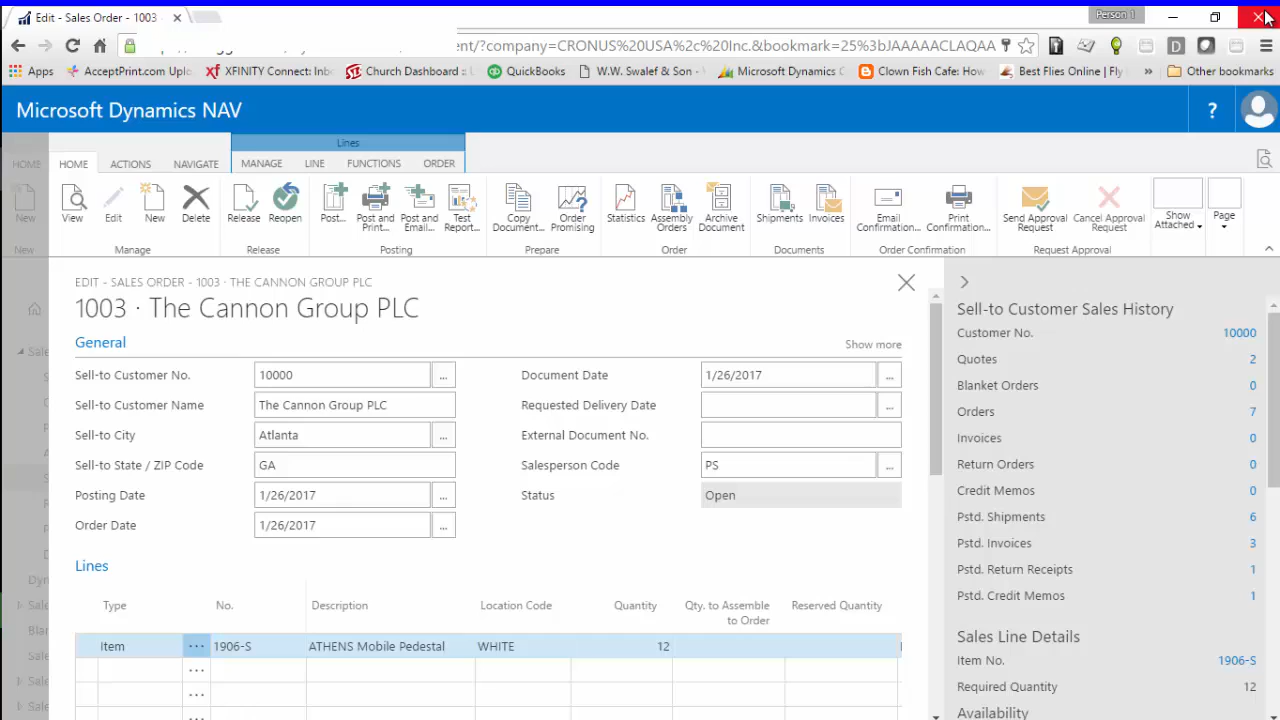 Edit - Sales Order - 1003
Person 1
ent/?company=CRONUS%20USA%2c%20Inc.&bookmark=25%3bJAAAAACLAQAA
Apps
AcceptPrint.com Uplo
XFINITY Connect: Inb
Church Dashboard ::
QuickBooks
W.W. Swalef & Son -
Microsoft Dynamics C
Clown Fish Cafe: How
Best Flies Online | Fly
»
Other bookmarks
Microsoft Dynamics NAV
?
Lines
HOME
HOME
ACTIONS
NAVIGATE
MANAGE
LINE
FUNCTIONS
ORDER
New
View
Edit
New
Delete
Release
Reopen
Post...
Post and Print...
Post and Email...
Test Report...
Copy Document...
Order Promising
Statistics
Assembly Orders
Archive Document
Shipments
Invoices
Email Confirmation...
Print Confirmation...
Send Approval Request
Cancel Approval Request
Show Attached
Page
New
Manage
Release
Posting
Prepare
Order
Documents
Order Confirmation
Request Approval
EDIT - SALES ORDER - 1003 · THE CANNON GROUP PLC
1003 · The Cannon Group PLC
General
Show more
Sell-to Customer No.
10000
...
Document Date
1/26/2017
...
Sell-to Customer Name
The Cannon Group PLC
Requested Delivery Date
...
Sell-to City
Atlanta
...
External Document No.
Sell-to State / ZIP Code
GA
Salesperson Code
PS
...
Posting Date
1/26/2017
...
Status
Open
Order Date
1/26/2017
...
Lines
Type
No.
Description
Location Code
Quantity
Qty. to Assemble to Order
Reserved Quantity
Item
...
1906-S
ATHENS Mobile Pedestal
WHITE
12
...
...
Sell-to Customer Sales History
Customer No.
10000
Quotes
2
Blanket Orders
0
Orders
7
Invoices
0
Return Orders
0
Credit Memos
0
Pstd. Shipments
6
Pstd. Invoices
3
Pstd. Return Receipts
1
Pstd. Credit Memos
1
Sales Line Details
Item No.
1906-S
Required Quantity
12
Availability
Sale
Dyn
Sale
Blan
Sale
Sale
Sale